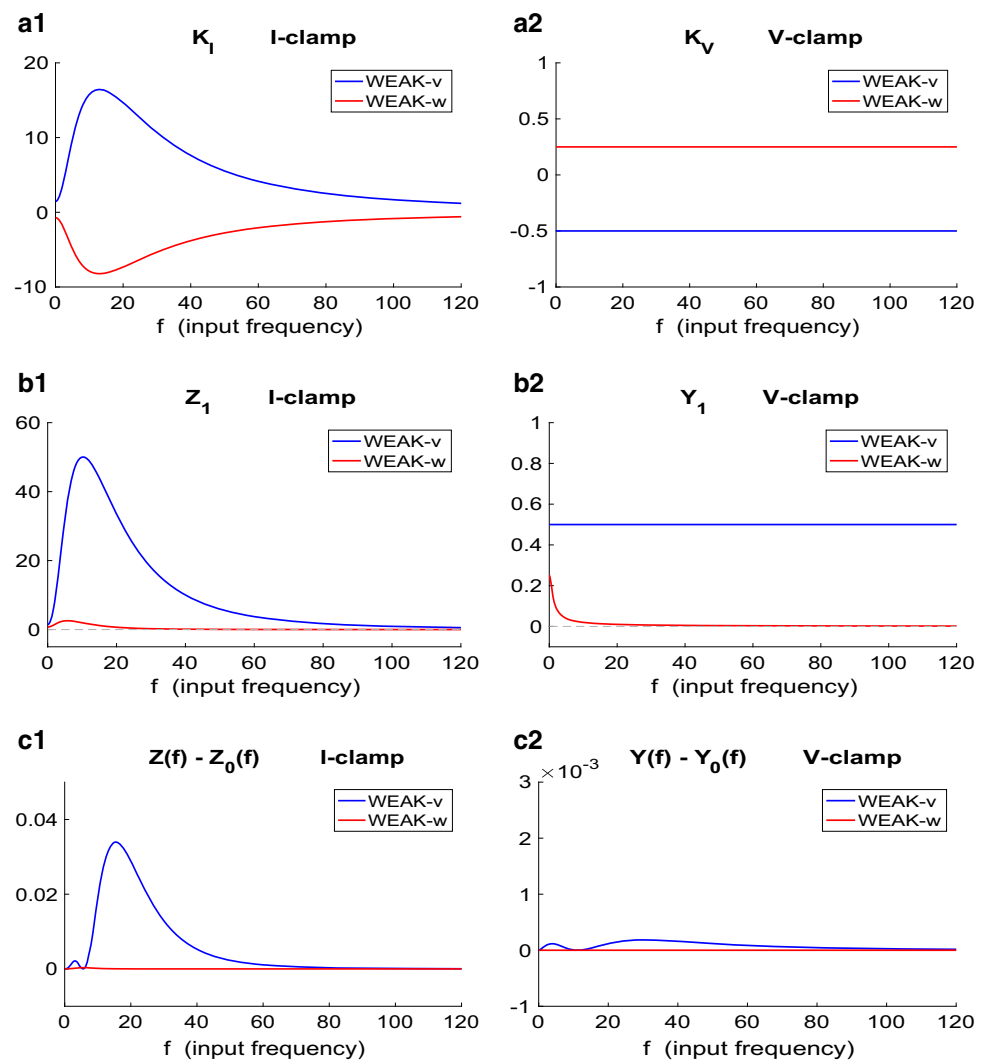 a1
K_I I-clamp
20
10
0
-10
WEAK-v
WEAK-w
0 20 40 60 80 100 120
f (input frequency)
a2
K_V V-clamp
1
0.5
0
-0.5
-1
WEAK-v
WEAK-w
0 20 40 60 80 100 120
f (input frequency)
b1
Z_1 I-clamp
60
40
20
0
WEAK-v
WEAK-w
0 20 40 60 80 100 120
f (input frequency)
b2
Y_1 V-clamp
1
0.8
0.6
0.4
0.2
0
WEAK-v
WEAK-w
0 20 40 60 80 100 120
f (input frequency)
c1
Z(f) - Z_0(f) I-clamp
0.04
0.02
0
WEAK-v
WEAK-w
0 20 40 60 80 100 120
f (input frequency)
c2
Y(f) - Y_0(f) V-clamp
×10^-3
3
2
1
0
-1
WEAK-v
WEAK-w
0 20 40 60 80 100 120
f (input frequency)